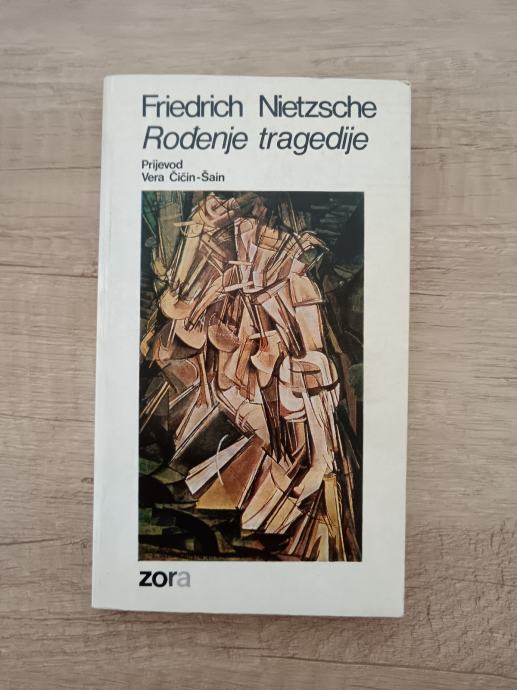 Friedrich Nietzsche
Rođenje tragedije
Prijevod
Vera Čičin-Šain
zora